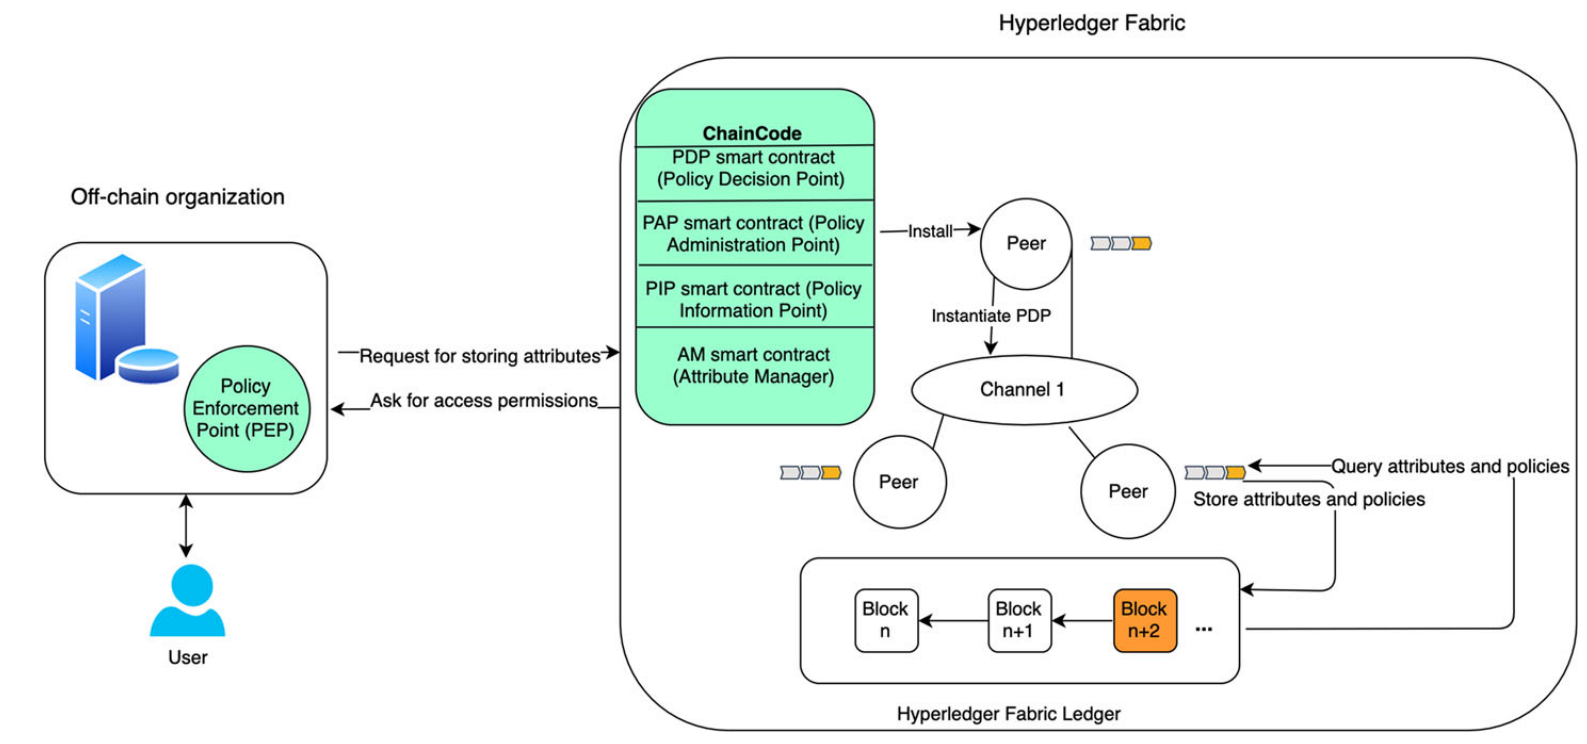 Hyperledger Fabric
ChainCode
PDP smart contract
(Policy Decision Point)
PAP smart contract (Policy
Administration Point)
PIP smart contract (Policy
Information Point)
AM smart contract
(Attribute Manager)
Off-chain organization
Policy
Enforcement
Point (PEP)
Request for storing attributes
Ask for access permissions
User
Install
Peer
Instantiate PDP
Channel 1
Peer
Peer
Query attributes and policies
Store attributes and policies
Block
n
Block
n+1
Block
n+2
...
Hyperledger Fabric Ledger